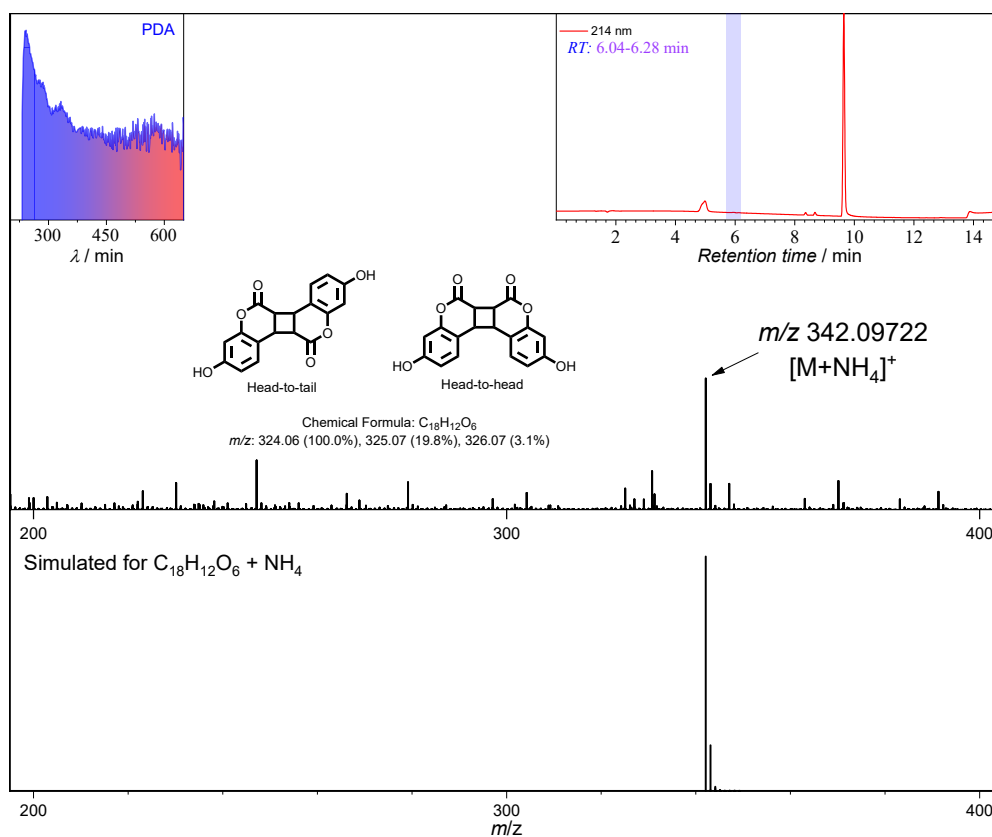 PDA
300 450 600
λ / min
214 nm
RT: 6.04-6.28 min
2 4 6 8 10 12 14
Retention time / min
O
O
OH
O
O
HO
Head-to-tail
O
O
O
O
HO
OH
Head-to-head
Chemical Formula: C₁₈H₁₂O₆
m/z: 324.06 (100.0%), 325.07 (19.8%), 326.07 (3.1%)
m/z 342.09722
[M+NH₄]⁺
200 300 400
Simulated for C₁₈H₁₂O₆ + NH₄
200 300 400
m/z